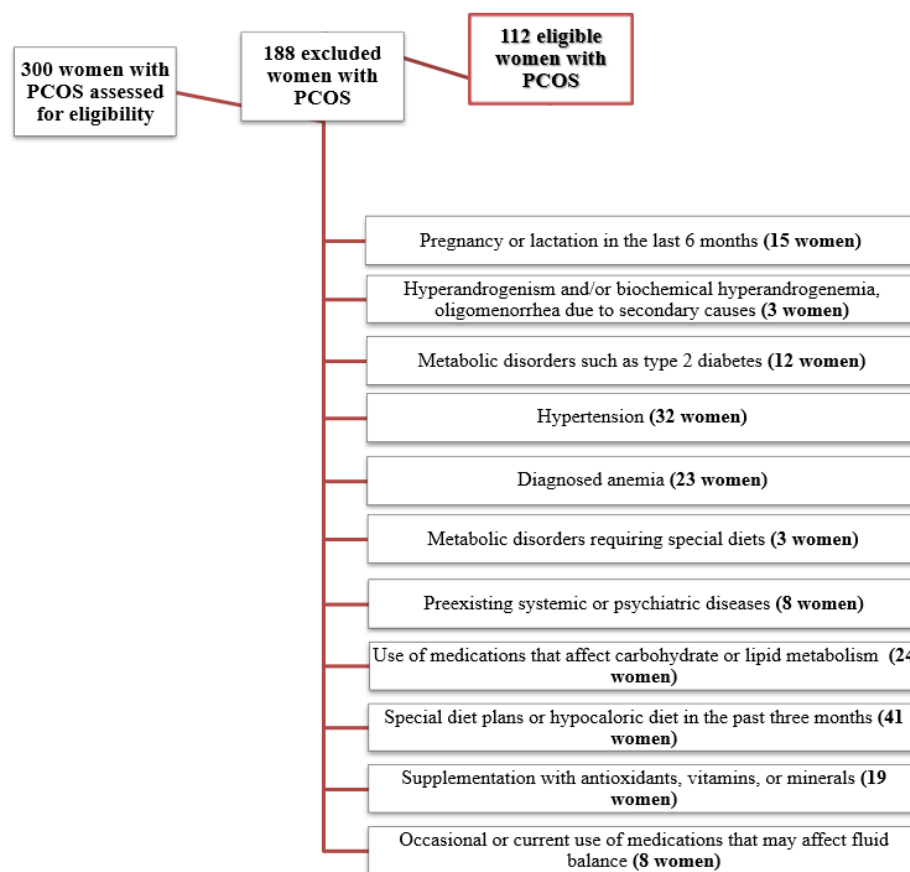 300 women with
PCOS assessed
for eligibility
188 excluded
women with
PCOS
112 eligible
women with
PCOS
Pregnancy or lactation in the last 6 months (15 women)
Hyperandrogenism and/or biochemical hyperandrogenemia,
oligomenorrhea due to secondary causes (3 women)
Metabolic disorders such as type 2 diabetes (12 women)
Hypertension (32 women)
Diagnosed anemia (23 women)
Metabolic disorders requiring special diets (3 women)
Preexisting systemic or psychiatric diseases (8 women)
Use of medications that affect carbohydrate or lipid metabolism (24
women)
Special diet plans or hypocaloric diet in the past three months (41
women)
Supplementation with antioxidants, vitamins, or minerals (19
women)
Occasional or current use of medications that may affect fluid
balance (8 women)